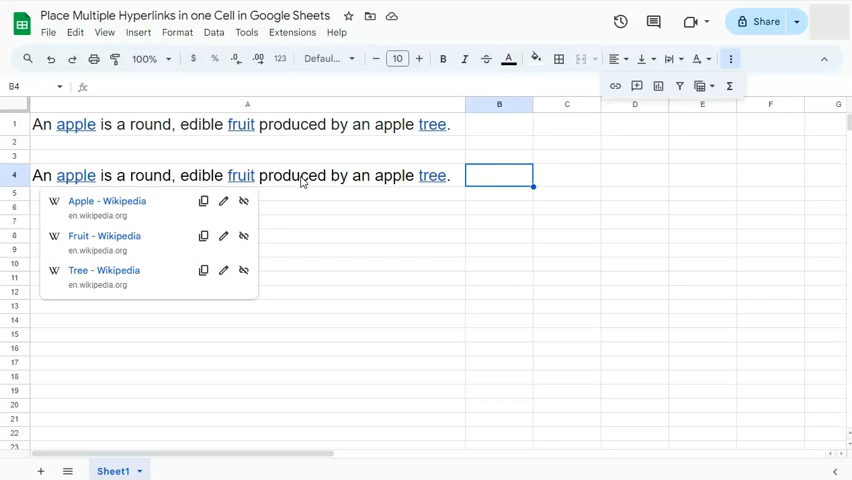 Place Multiple Hyperlinks in one Cell in Google Sheets
File Edit View Insert Format Data Tools Extensions Help
Share
100% $ % .0 .00 123 Defaul... 10 B I S A
B4 fx
A B C D E F G
1 An apple is a round, edible fruit produced by an apple tree.
2
3
4 An apple is a round, edible fruit produced by an apple tree.
5
W Apple - Wikipedia
6
en.wikipedia.org
7
W Fruit - Wikipedia
8
en.wikipedia.org
9
W Tree - Wikipedia
10
en.wikipedia.org
11
12
13
14
15
16
17
18
19
20
21
22
23
Sheet1